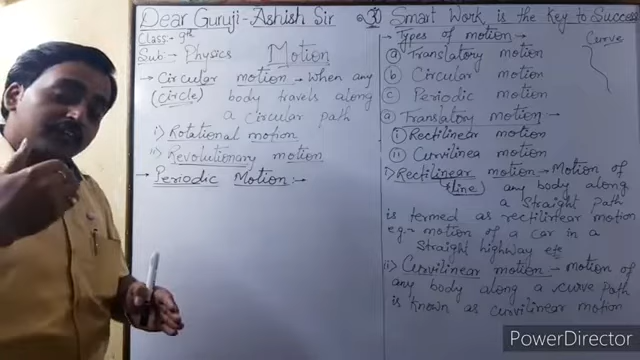 Dear Guruji - Ashish Sir
Class - 9th
Sub :- Physics
Motion
→ Circular motion → When any
(circle) body travels along
a circular path
i) Rotational motion
ii) Revolutionary motion
→ Periodic Motion :-
③ Smart Work is the Key to Success
- Types of motion →
Curve
ⓐ Translatory motion
ⓑ Circular motion
ⓒ Periodic motion
ⓐ Translatory motion -
ⓘ Rectilinear motion
ⓘⓘ Curvilinea motion
i) Rectilinear motion → Motion of
line any body along
a straight path
is termed as rectilinear motion
eg:- motion of a car in a
straight highway etc
ii) Curvilinear motion :- motion of
any body along a curve path
is known as curvilinear motion
PowerDirector